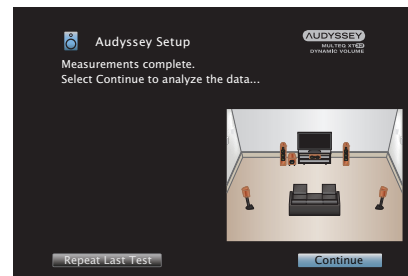 Audyssey Setup
AUDYSSEY
MULTEQ XT32
DYNAMIC VOLUME
Measurements complete.
Select Continue to analyze the data...
Repeat Last Test
Continue